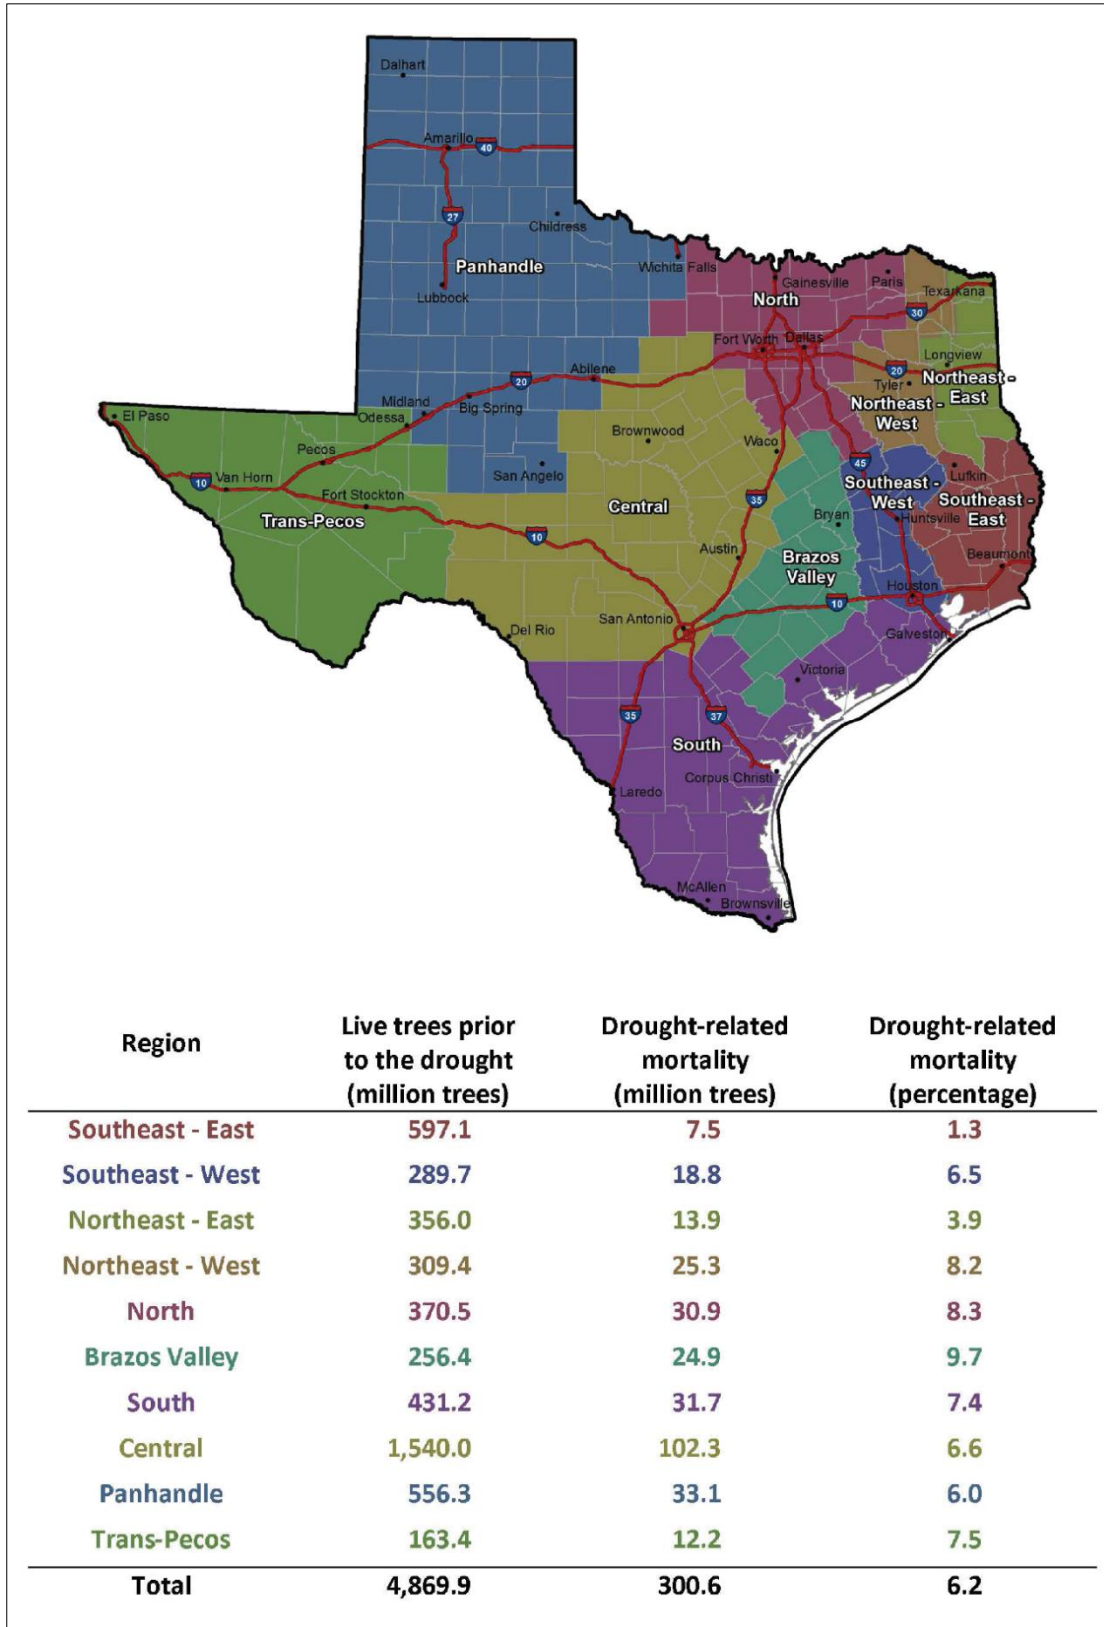 Dalhart
Amarillo
40
27
Childress
Panhandle
Lubbock
Wichita Falls
Gainesville
Paris
Texarkana
North
30
Fort Worth
Dallas
Longview
20
Tyler
Northeast -
East
Northeast -
West
Abilene
20
Big Spring
Midland
Odessa
El Paso
Pecos
Van Horn
10
Fort Stockton
Trans-Pecos
San Angelo
Brownwood
Waco
Central
35
10
Austin
45
Lufkin
Southeast -
West
Southeast -
East
Huntsville
Bryan
Brazos
Valley
Beaumont
Houston
10
Galveston
San Antonio
Del Rio
Victoria
35
37
South
Corpus Christi
Laredo
McAllen
Brownsville
Region Live trees prior to the drought (million trees) Drought-related mortality (million trees) Drought-related mortality (percentage)
Southeast - East 597.1 7.5 1.3
Southeast - West 289.7 18.8 6.5
Northeast - East 356.0 13.9 3.9
Northeast - West 309.4 25.3 8.2
North 370.5 30.9 8.3
Brazos Valley 256.4 24.9 9.7
South 431.2 31.7 7.4
Central 1,540.0 102.3 6.6
Panhandle 556.3 33.1 6.0
Trans-Pecos 163.4 12.2 7.5
Total 4,869.9 300.6 6.2